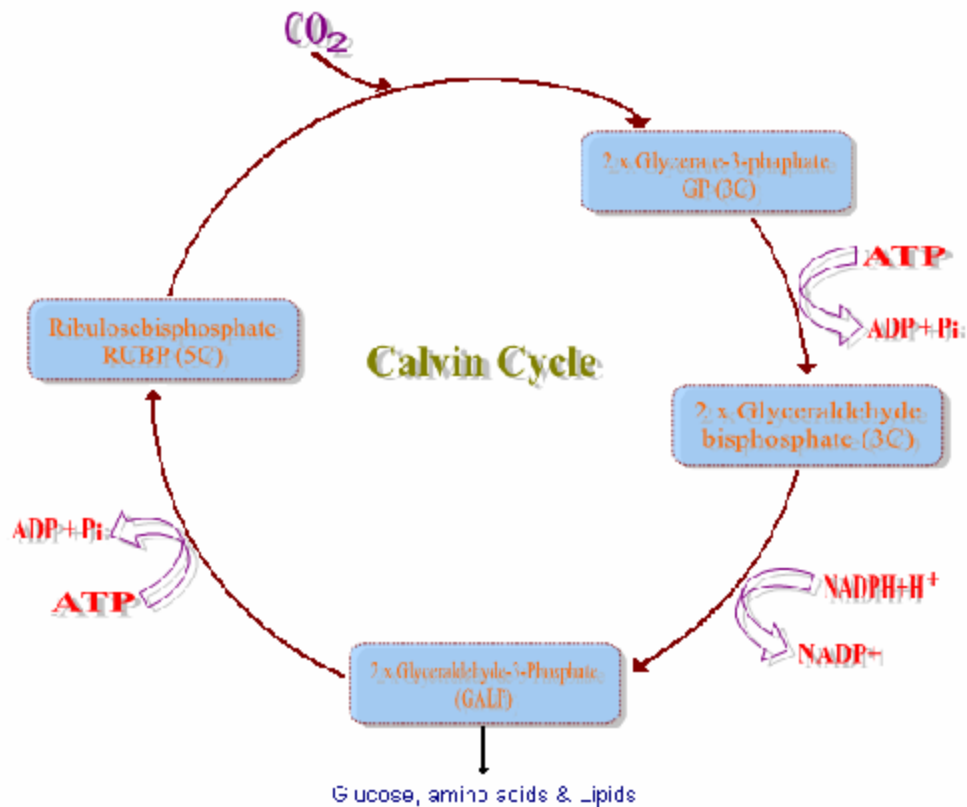 CO2
2 x Glycerate-3-phaphate
GP (3C)
ATP
ADP+Pi
Ribulosebisphosphate
RUBP (5C)
Calvin Cycle
2 x Glyceraldehyde
bisphosphate (3C)
ADP+Pi
ATP
NADPH+H+
NADP+
2 x Glyceraldehyde-3-Phosphate
(GALP)
Glucose, amino acids & Lipids